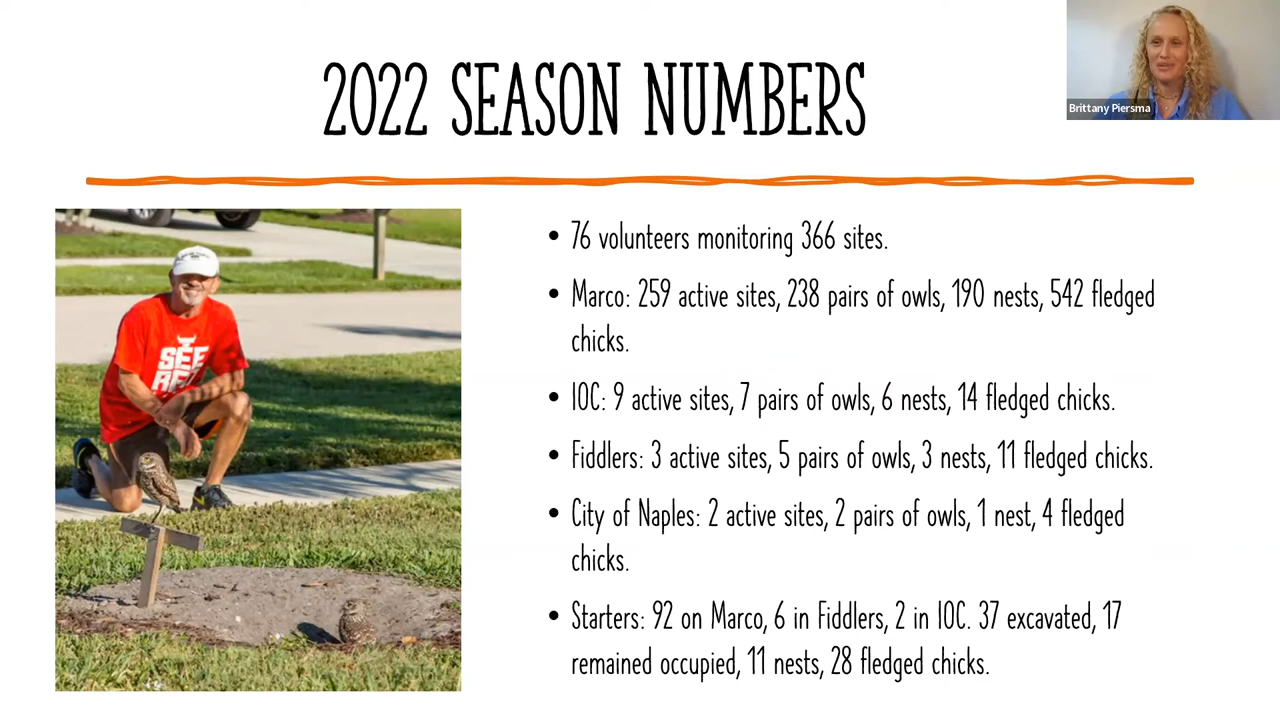 2022 SEASON NUMBERS
Brittany Piersma
• 76 volunteers monitoring 366 sites.
• Marco: 259 active sites, 238 pairs of owls, 190 nests, 542 fledged
chicks.
• IOC: 9 active sites, 7 pairs of owls, 6 nests, 14 fledged chicks.
• Fiddlers: 3 active sites, 5 pairs of owls, 3 nests, 11 fledged chicks.
• City of Naples: 2 active sites, 2 pairs of owls, 1 nest, 4 fledged
chicks.
• Starters: 92 on Marco, 6 in Fiddlers, 2 in IOC. 37 excavated, 17
remained occupied, 11 nests, 28 fledged chicks.
SEE